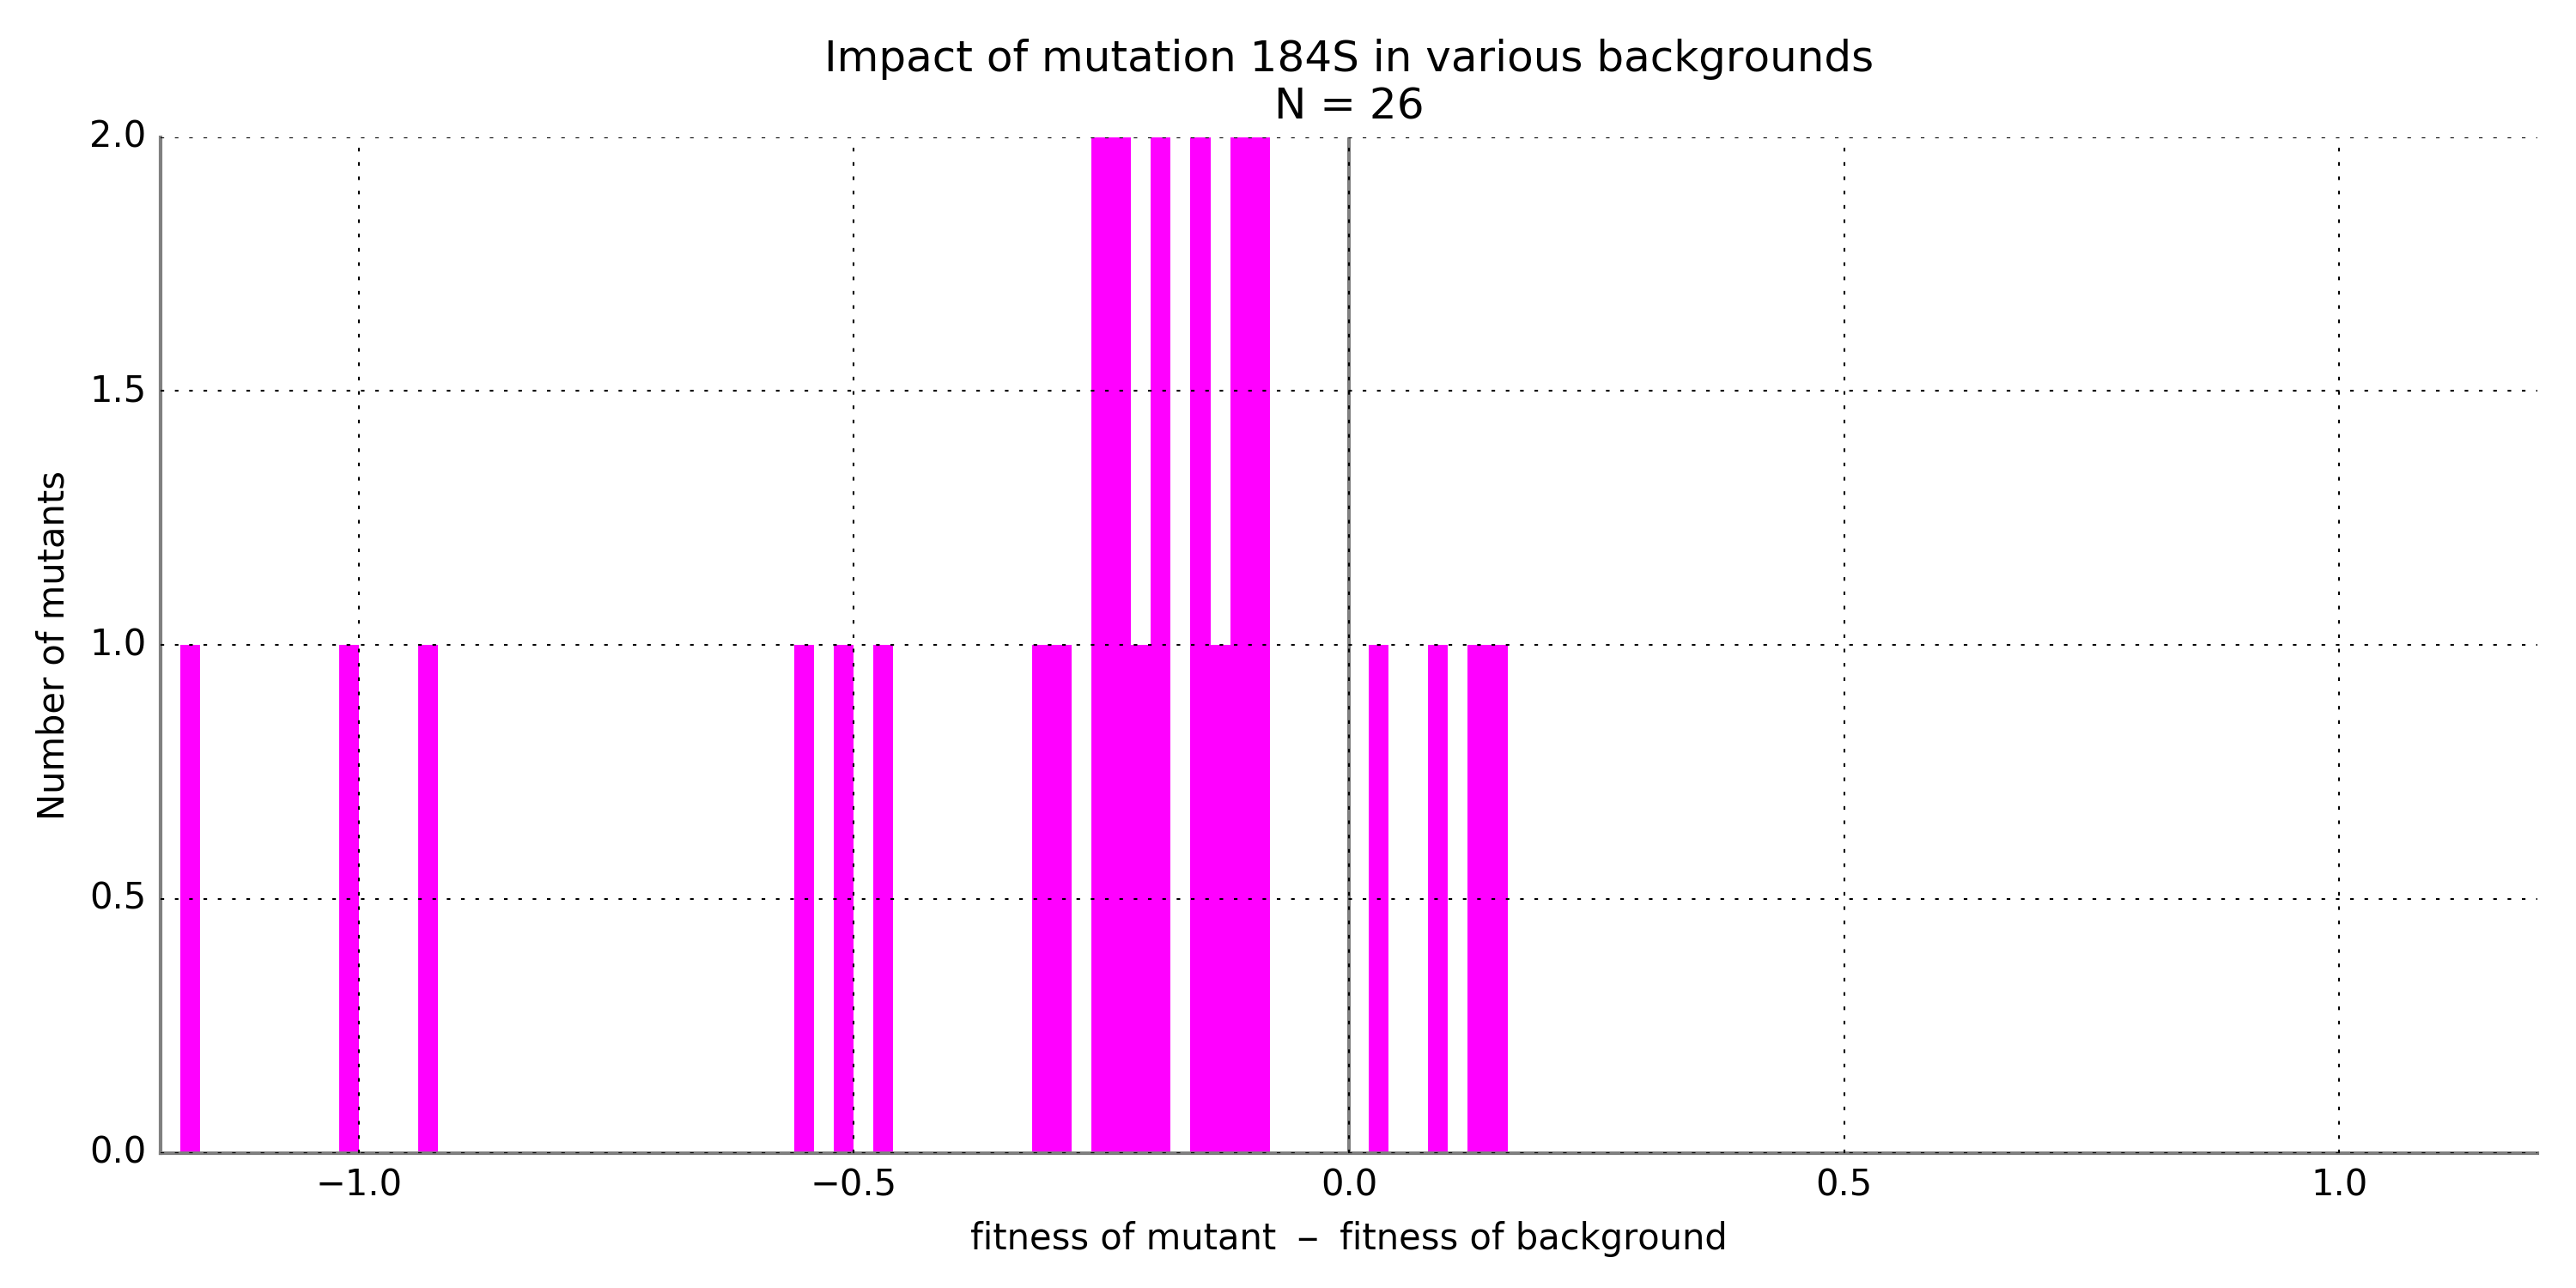 Impact of mutation 184S in various backgrounds
N = 26
2.0
1.5
1.0
0.5
0.0
Number of mutants
−1.0
−0.5
0.0
0.5
1.0
fitness of mutant − fitness of background